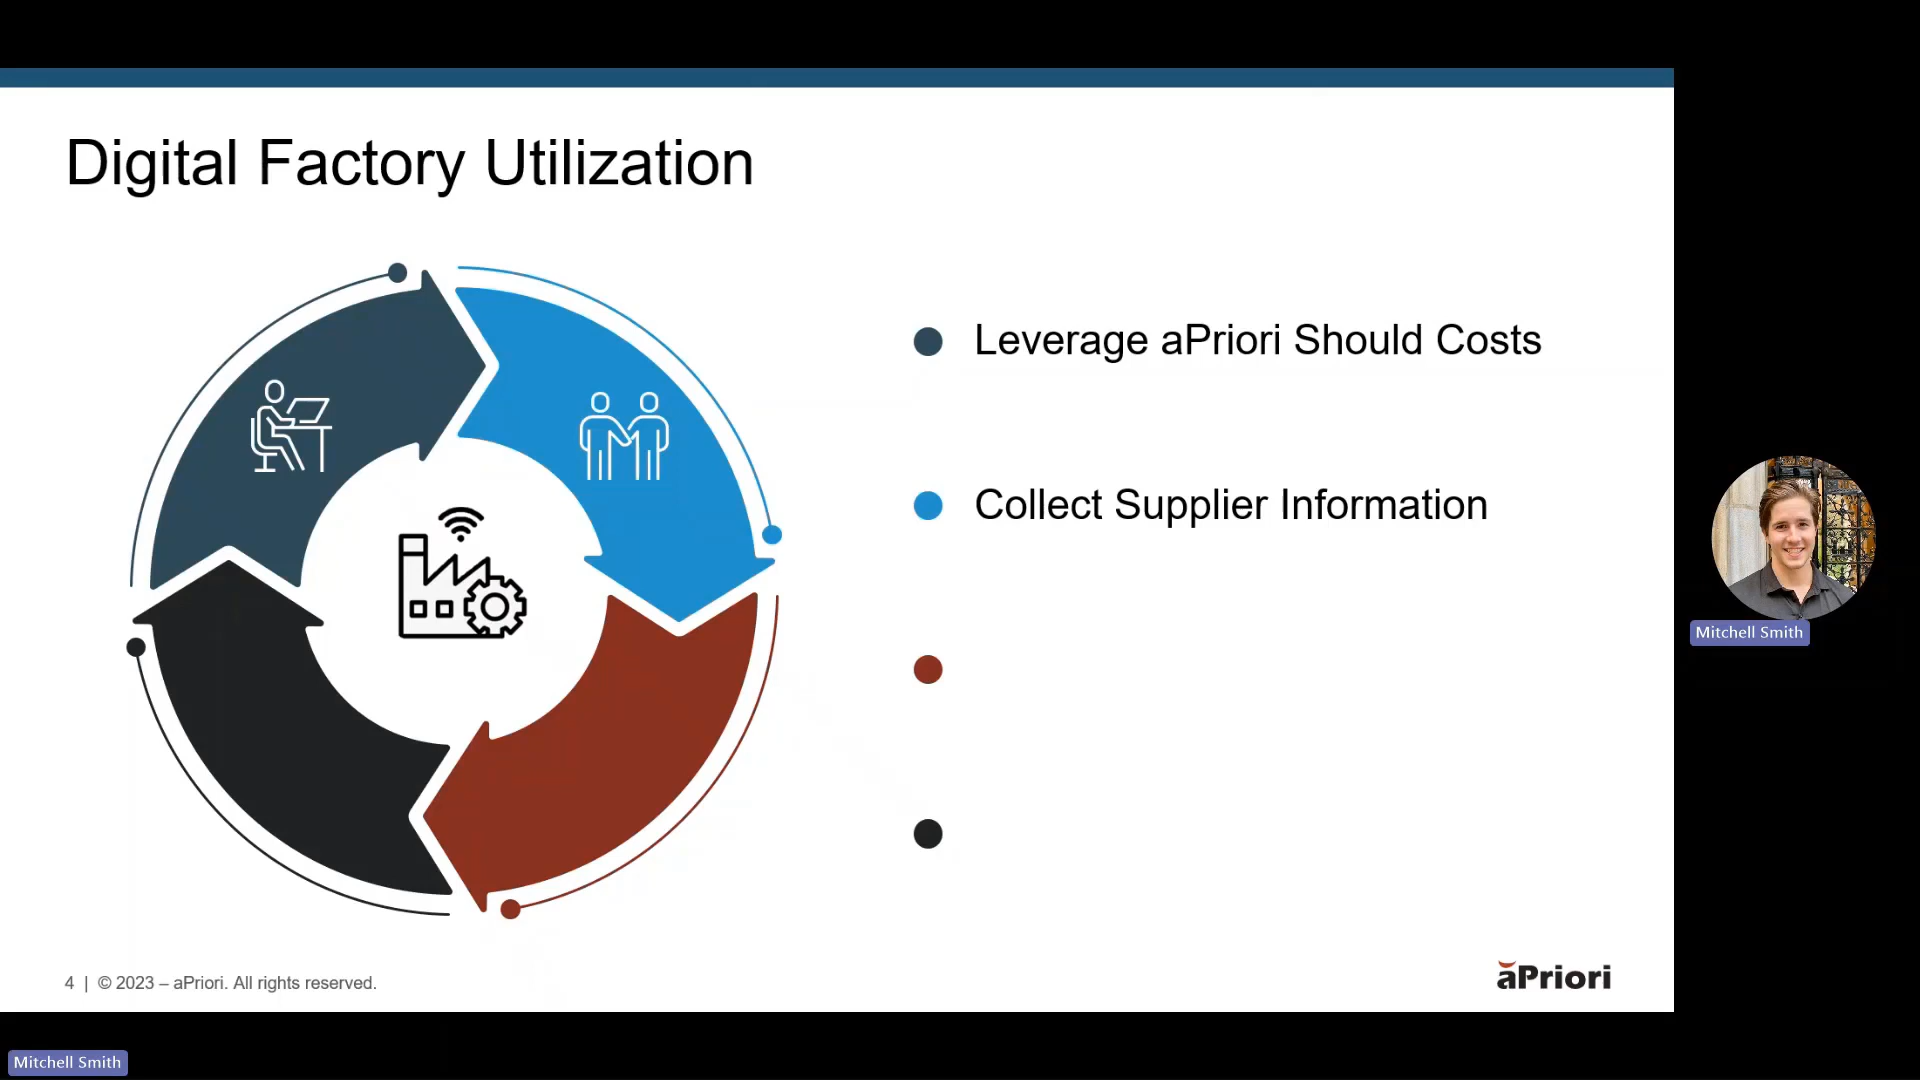 Digital Factory Utilization
Leverage aPriori Should Costs
Collect Supplier Information
Mitchell Smith
4 | © 2023 – aPriori. All rights reserved.
aPriori
Mitchell Smith